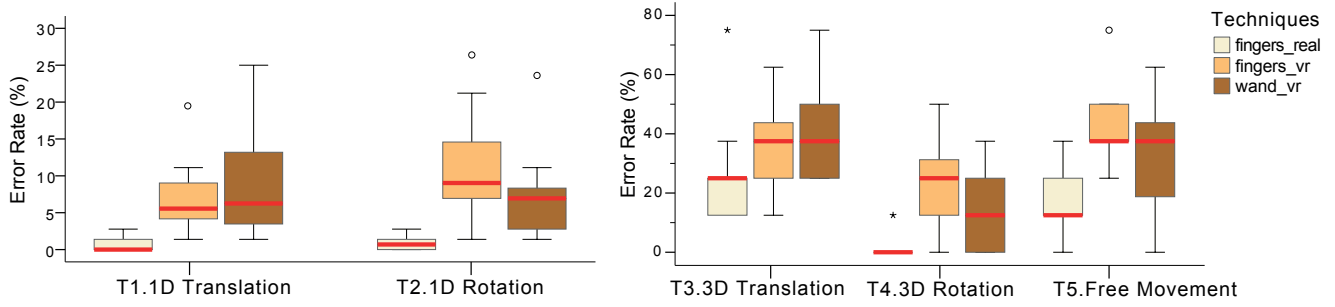 Error Rate (%)
30
25
20
15
10
5
0
T1.1D Translation
T2.1D Rotation
Error Rate (%)
80
60
40
20
0
*
*
T3.3D Translation
T4.3D Rotation
T5.Free Movement
Techniques
fingers_real
fingers_vr
wand_vr